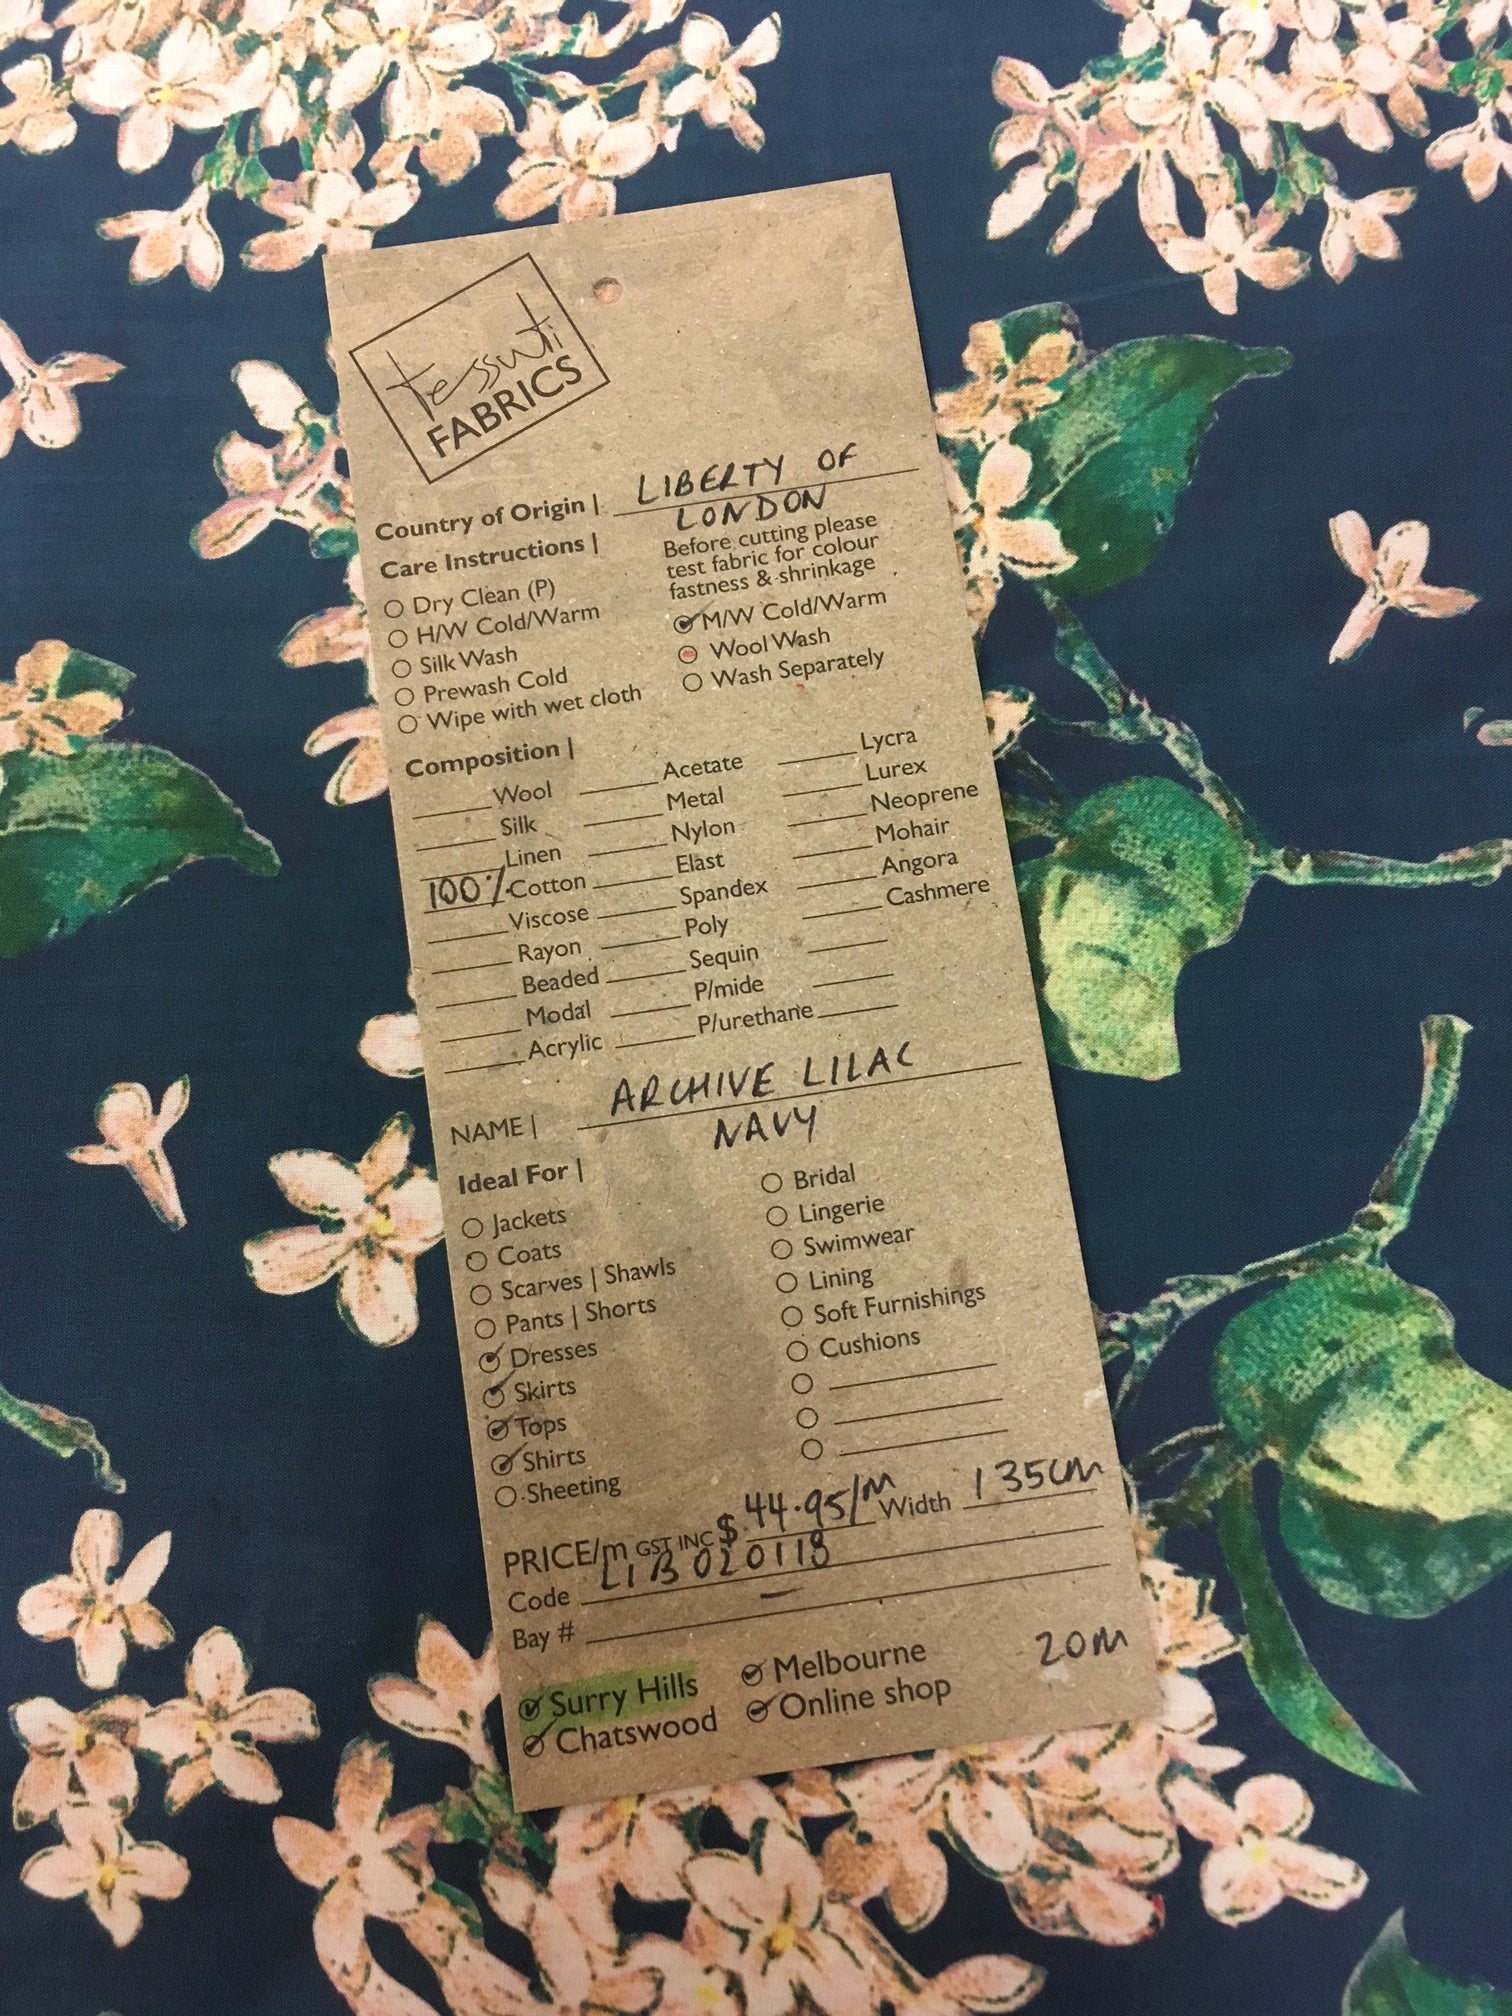 tessuti
FABRICS
Country of Origin | LIBERTY OF
LONDON
Care Instructions |
Before cutting please
test fabric for colour
fastness & shrinkage
Dry Clean (P)
H/W Cold/Warm
Silk Wash
Prewash Cold
Wipe with wet cloth
M/W Cold/Warm
Wool Wash
Wash Separately
Composition |
Wool
Silk
Linen
100% Cotton
Viscose
Rayon
Beaded
Modal
Acrylic
Acetate
Metal
Nylon
Elast
Spandex
Poly
Sequin
P/mide
P/urethane
Lycra
Lurex
Neoprene
Mohair
Angora
Cashmere
NAME | ARCHIVE LILAC
NAVY
Ideal For |
Jackets
Coats
Scarves | Shawls
Pants | Shorts
Dresses
Skirts
Tops
Shirts
Sheeting
Bridal
Lingerie
Swimwear
Lining
Soft Furnishings
Cushions
PRICE/m GST INC $ 44.95/M Width 135CM
Code LIB 020118
Bay # —
Surry Hills
Chatswood
Melbourne
Online shop
20M